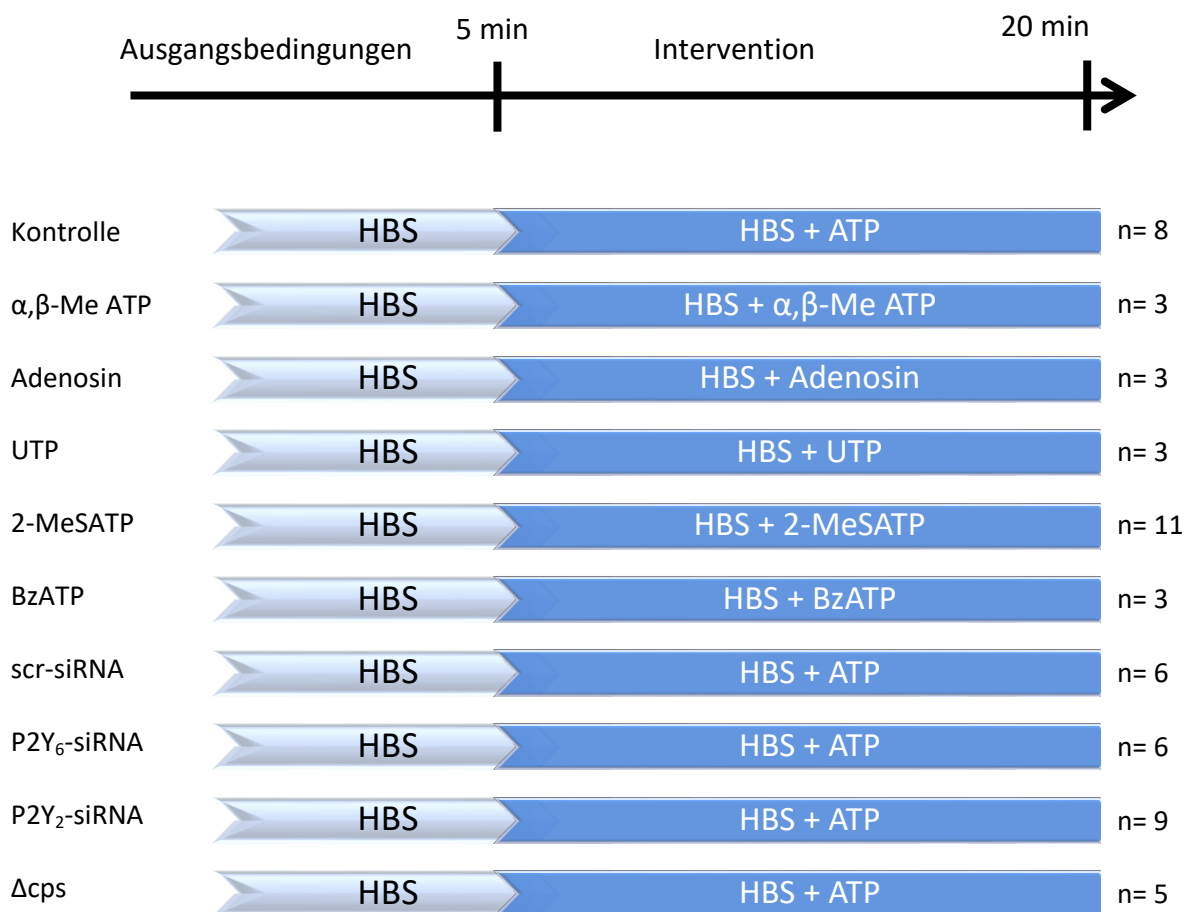 Ausgangsbedingungen 5 min Intervention 20 min
Kontrolle HBS HBS + ATP n= 8
α,β-Me ATP HBS HBS + α,β-Me ATP n= 3
Adenosin HBS HBS + Adenosin n= 3
UTP HBS HBS + UTP n= 3
2-MeSATP HBS HBS + 2-MeSATP n= 11
BzATP HBS HBS + BzATP n= 3
scr-siRNA HBS HBS + ATP n= 6
P2Y₆-siRNA HBS HBS + ATP n= 6
P2Y₂-siRNA HBS HBS + ATP n= 9
Δcps HBS HBS + ATP n= 5